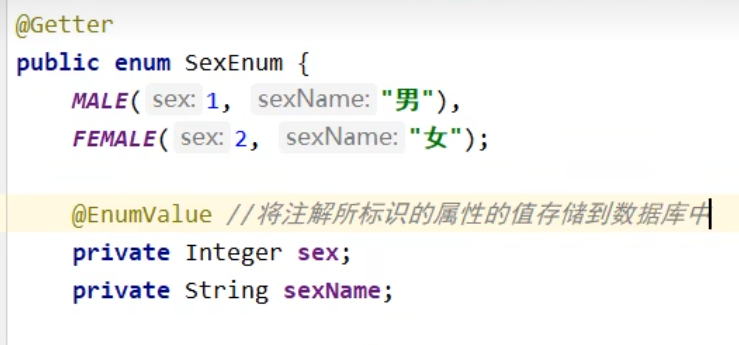 @Getter
public enum SexEnum {
MALE( sex: 1, sexName: "男"),
FEMALE( sex: 2, sexName: "女");
@EnumValue //将注解所标识的属性的值存储到数据库中
private Integer sex;
private String sexName;